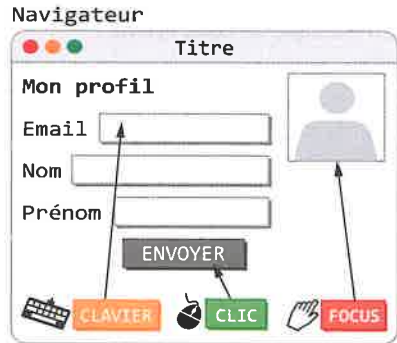 Navigateur
Titre
Mon profil
Email
Nom
Prénom
ENVOYER
CLAVIER
CLIC
FOCUS